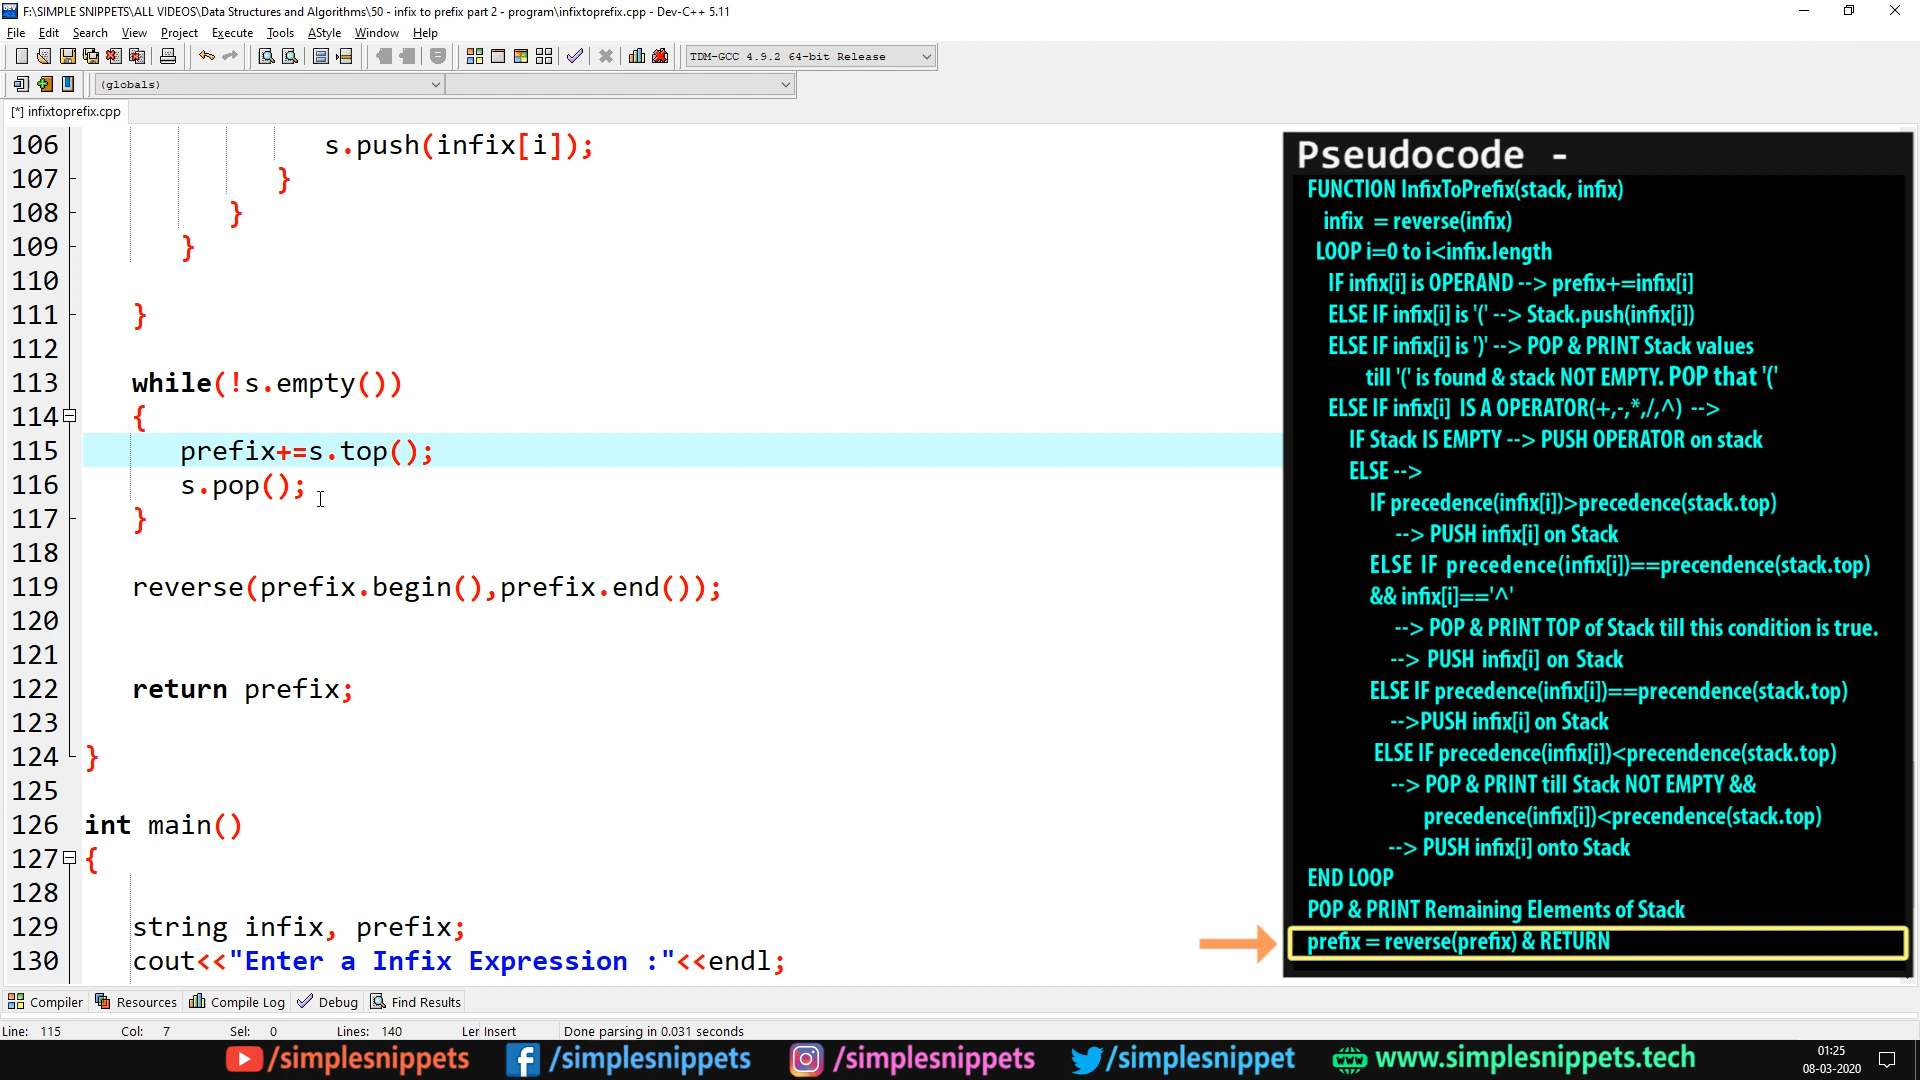 F:\SIMPLE SNIPPETS\ALL VIDEOS\Data Structures and Algorithms\50 - infix to prefix part 2 - program\infixtoprefix.cpp - Dev-C++ 5.11
File Edit Search View Project Execute Tools AStyle Window Help
TDM-GCC 4.9.2 64-bit Release
(globals)
[*] infixtoprefix.cpp
106 s.push(infix[i]);
107 }
108 }
109 }
110
111 }
112
113 while(!s.empty())
114 {
115 prefix+=s.top();
116 s.pop();
117 }
118
119 reverse(prefix.begin(),prefix.end());
120
121
122 return prefix;
123
124 }
125
126 int main()
127 {
128
129 string infix, prefix;
130 cout<<"Enter a Infix Expression :"<<endl;
Pseudocode -
FUNCTION InfixToPrefix(stack, infix)
infix = reverse(infix)
LOOP i=0 to i<infix.length
IF infix[i] is OPERAND --> prefix+=infix[i]
ELSE IF infix[i] is '(' --> Stack.push(infix[i])
ELSE IF infix[i] is ')' --> POP & PRINT Stack values
till '(' is found & stack NOT EMPTY. POP that '('
ELSE IF infix[i] IS A OPERATOR(+,-,*,/,^) -->
IF Stack IS EMPTY --> PUSH OPERATOR on stack
ELSE -->
IF precedence(infix[i])>precedence(stack.top)
--> PUSH infix[i] on Stack
ELSE IF precedence(infix[i])==precendence(stack.top)
&& infix[i]=='^'
--> POP & PRINT TOP of Stack till this condition is true.
--> PUSH infix[i] on Stack
ELSE IF precedence(infix[i])==precendence(stack.top)
-->PUSH infix[i] on Stack
ELSE IF precedence(infix[i])<precendence(stack.top)
--> POP & PRINT till Stack NOT EMPTY &&
precedence(infix[i])<precendence(stack.top)
--> PUSH infix[i] onto Stack
END LOOP
POP & PRINT Remaining Elements of Stack
prefix = reverse(prefix) & RETURN
Compiler Resources Compile Log Debug Find Results
Line: 115 Col: 7 Sel: 0 Lines: 140 Ler Insert Done parsing in 0.031 seconds
/simplesnippets /simplesnippets /simplesnippets /simplesnippet www.simplesnippets.tech
01:25
08-03-2020